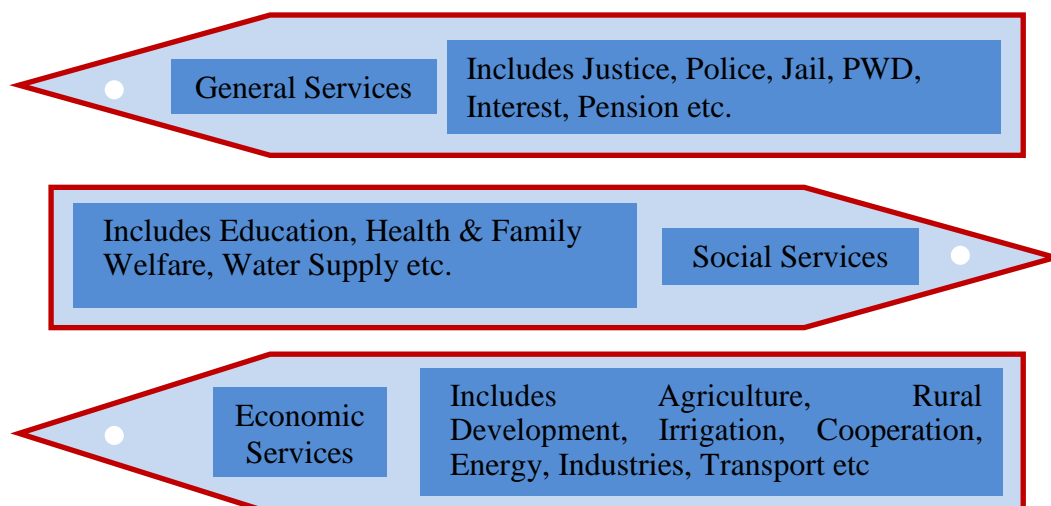 General Services
Includes Justice, Police, Jail, PWD,
Interest, Pension etc.
Includes Education, Health & Family
Welfare, Water Supply etc.
Social Services
Economic
Services
Includes Agriculture, Rural
Development, Irrigation, Cooperation,
Energy, Industries, Transport etc